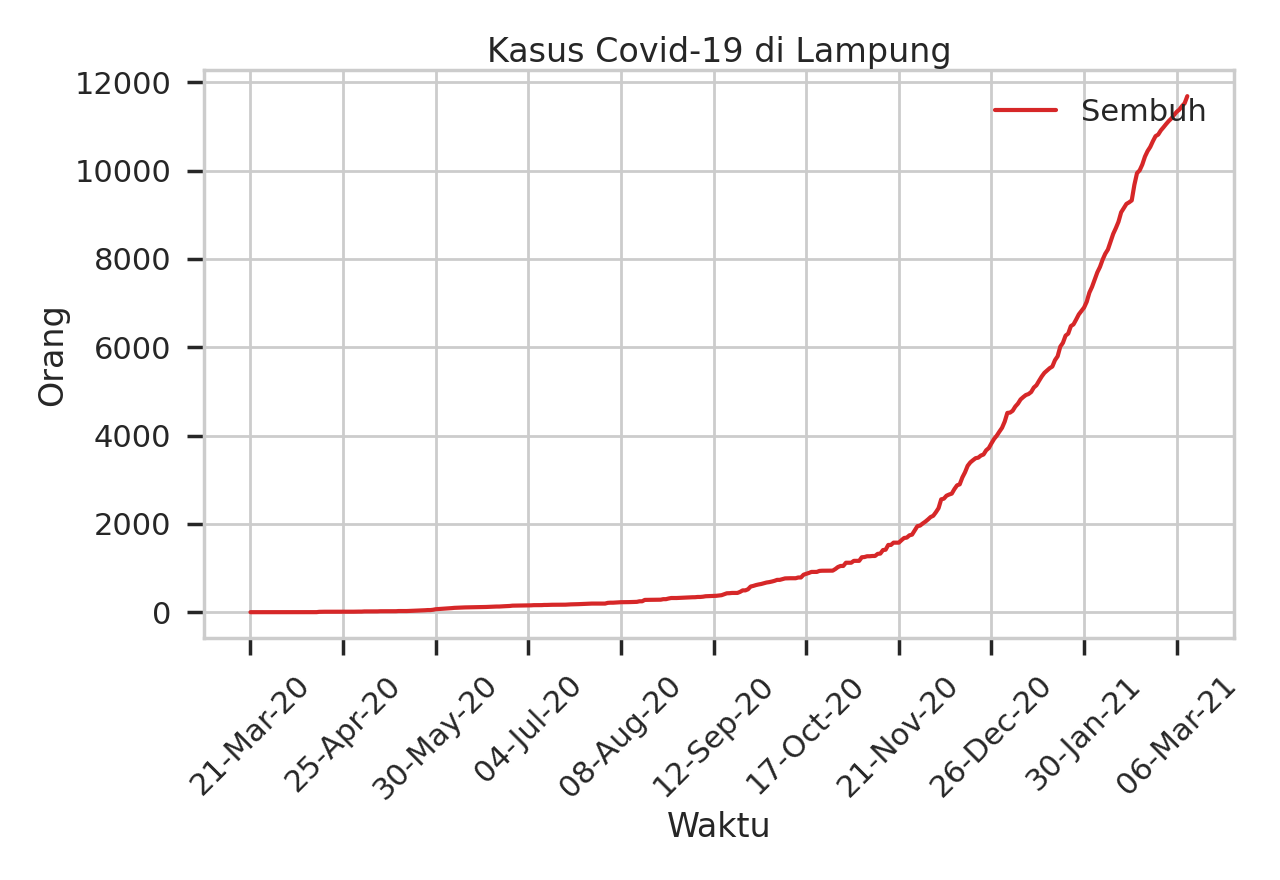 Kasus Covid-19 di Lampung
Sembuh
12000
10000
8000
6000
4000
2000
0
Orang
21-Mar-20
25-Apr-20
30-May-20
04-Jul-20
08-Aug-20
12-Sep-20
17-Oct-20
21-Nov-20
26-Dec-20
30-Jan-21
06-Mar-21
Waktu